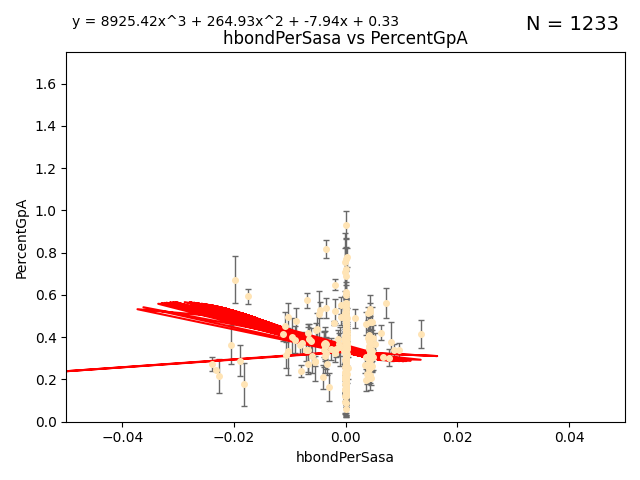 y = 8925.42x^3 + 264.93x^2 + -7.94x + 0.33
N = 1233
hbondPerSasa vs PercentGpA
PercentGpA
1.6
1.4
1.2
1.0
0.8
0.6
0.4
0.2
0.0
−0.04
−0.02
0.00
0.02
0.04
hbondPerSasa